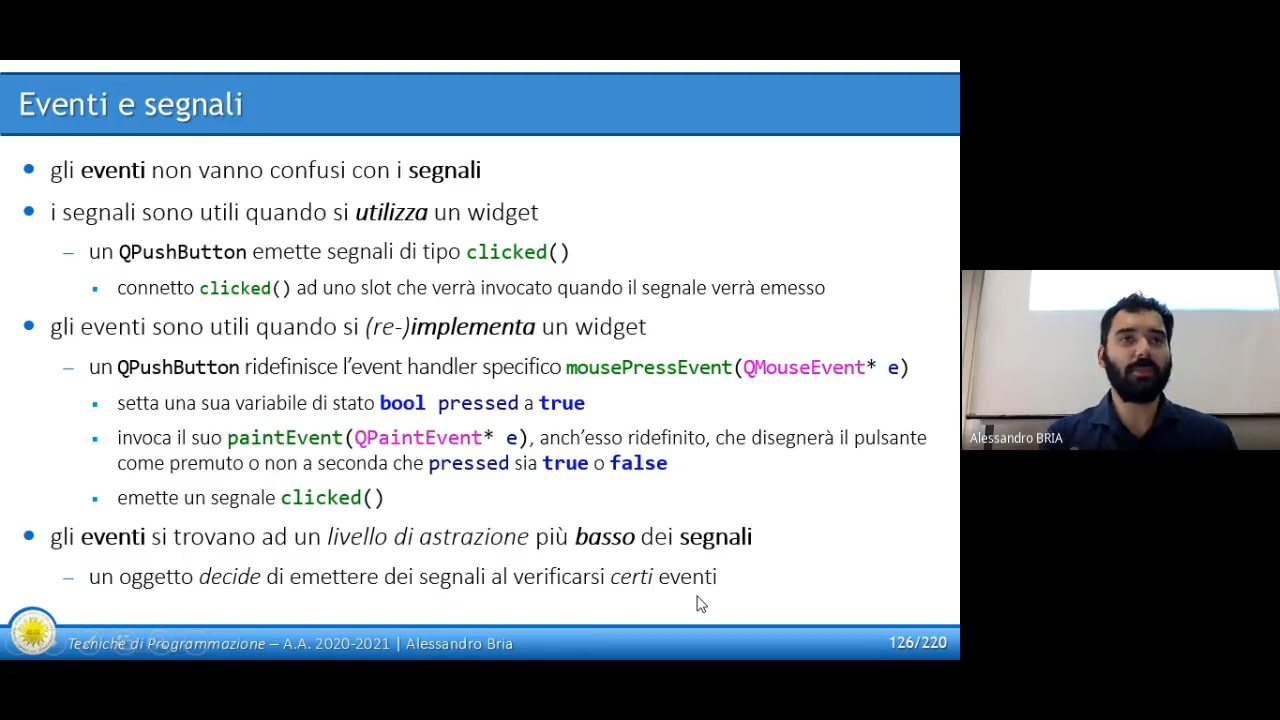 Eventi e segnali
• gli eventi non vanno confusi con i segnali
• i segnali sono utili quando si utilizza un widget
– un QPushButton emette segnali di tipo clicked()
▪ connetto clicked() ad uno slot che verrà invocato quando il segnale verrà emesso
• gli eventi sono utili quando si (re-)implementa un widget
– un QPushButton ridefinisce l’event handler specifico mousePressEvent(QMouseEvent* e)
▪ setta una sua variabile di stato bool pressed a true
▪ invoca il suo paintEvent(QPaintEvent* e), anch’esso ridefinito, che disegnerà il pulsante
come premuto o non a seconda che pressed sia true o false
▪ emette un segnale clicked()
• gli eventi si trovano ad un livello di astrazione più basso dei segnali
– un oggetto decide di emettere dei segnali al verificarsi certi eventi
Tecniche di Programmazione – A.A. 2020-2021 | Alessandro Bria
126/220
Alessandro BRIA